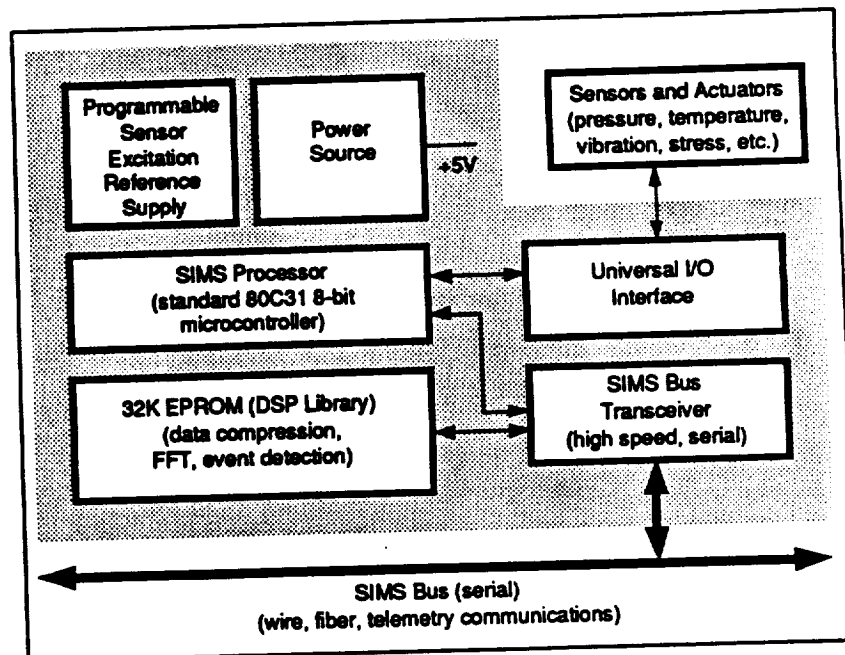 Programmable
Sensor
Excitation
Reference
Supply
Power
Source
+5V
Sensors and Actuators
(pressure, temperature,
vibration, stress, etc.)
SIMS Processor
(standard 80C31 8-bit
microcontroller)
Universal I/O
Interface
32K EPROM (DSP Library)
(data compression,
FFT, event detection)
SIMS Bus
Transceiver
(high speed, serial)
SIMS Bus (serial)
(wire, fiber, telemetry communications)